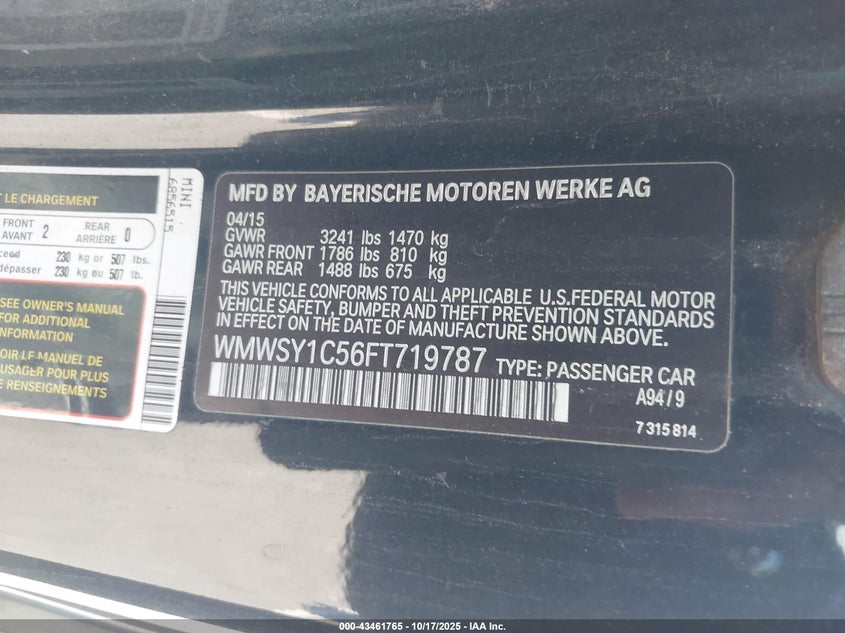 T LE CHARGEMENT
FRONT
AVANT 2
REAR
ARRIÈRE 0
ceed 230 kg or 507 lbs.
dépasser 230 kg ou 507 lb.
SEE OWNER'S MANUAL
FOR ADDITIONAL
INFORMATION
LE MANUEL DE
USAGER POUR PLUS
DE RENSEIGNEMENTS
MINI
6856515
MFD BY BAYERISCHE MOTOREN WERKE AG
04/15
GVWR 3241 lbs 1470 kg
GAWR FRONT 1786 lbs 810 kg
GAWR REAR 1488 lbs 675 kg
THIS VEHICLE CONFORMS TO ALL APPLICABLE U.S.FEDERAL MOTOR
VEHICLE SAFETY, BUMPER AND THEFT PREVENTION STANDARDS
IN EFFECT ON THE DATE OF MANUFACTURE SHOWN ABOVE.
WMWSY1C56FT719787 TYPE: PASSENGER CAR
A94/9
7 315 814
000-43461765 - 10/17/2025 - IAA Inc.